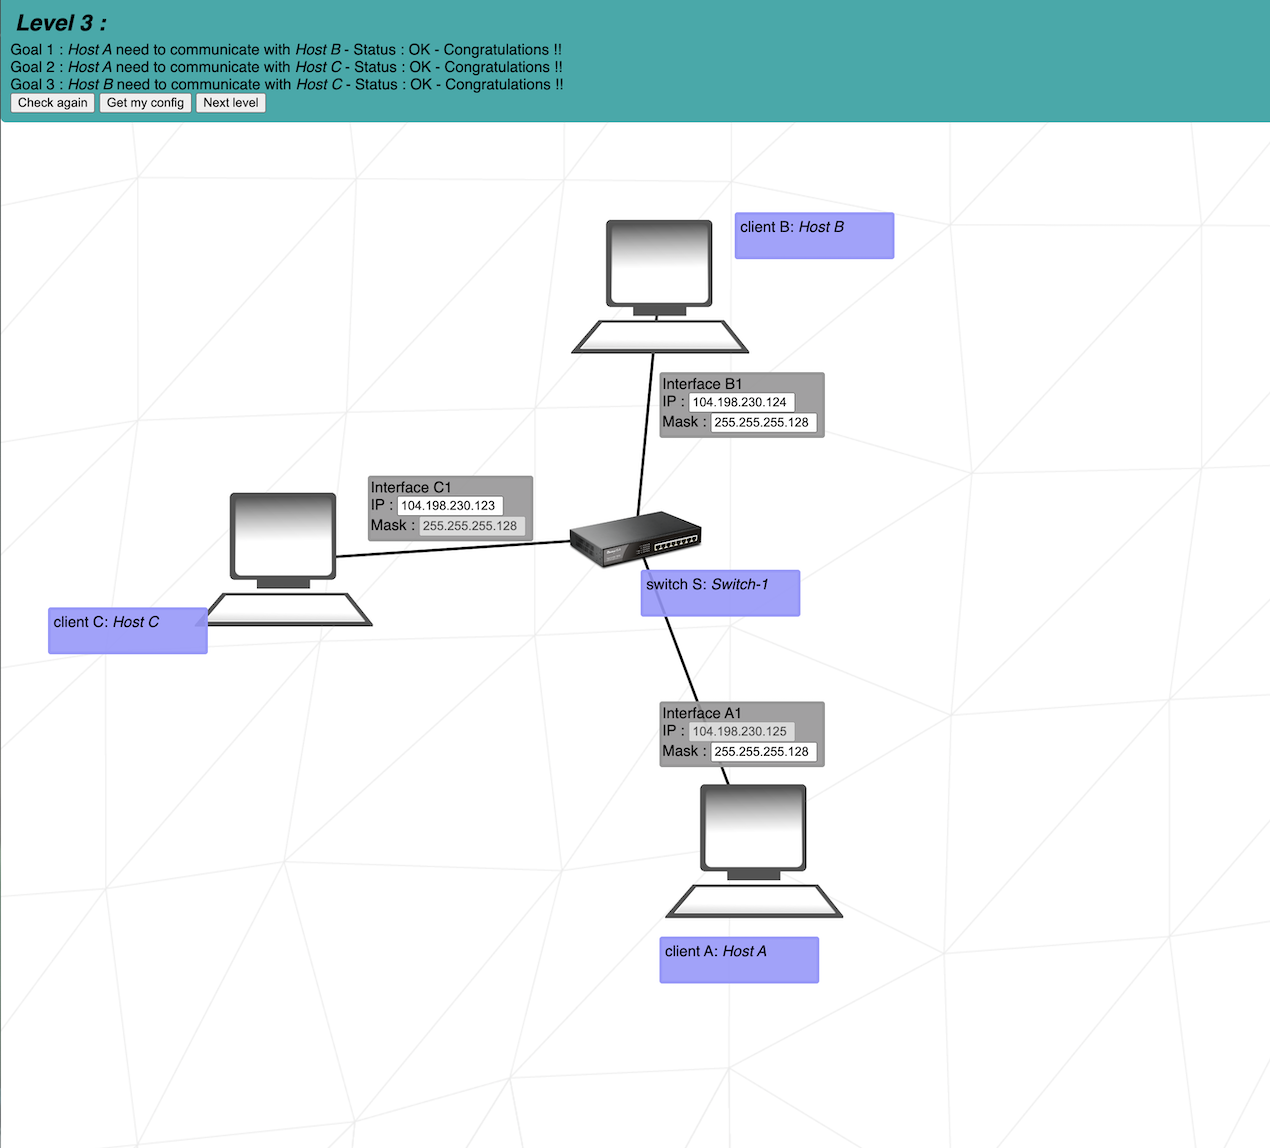 Level 3 :
Goal 1 : Host A need to communicate with Host B - Status : OK - Congratulations !!
Goal 2 : Host A need to communicate with Host C - Status : OK - Congratulations !!
Goal 3 : Host B need to communicate with Host C - Status : OK - Congratulations !!
Check again Get my config Next level
client B: Host B
Interface B1
IP : 104.198.230.124
Mask : 255.255.255.128
Interface C1
IP : 104.198.230.123
Mask : 255.255.255.128
switch S: Switch-1
client C: Host C
Interface A1
IP : 104.198.230.125
Mask : 255.255.255.128
client A: Host A